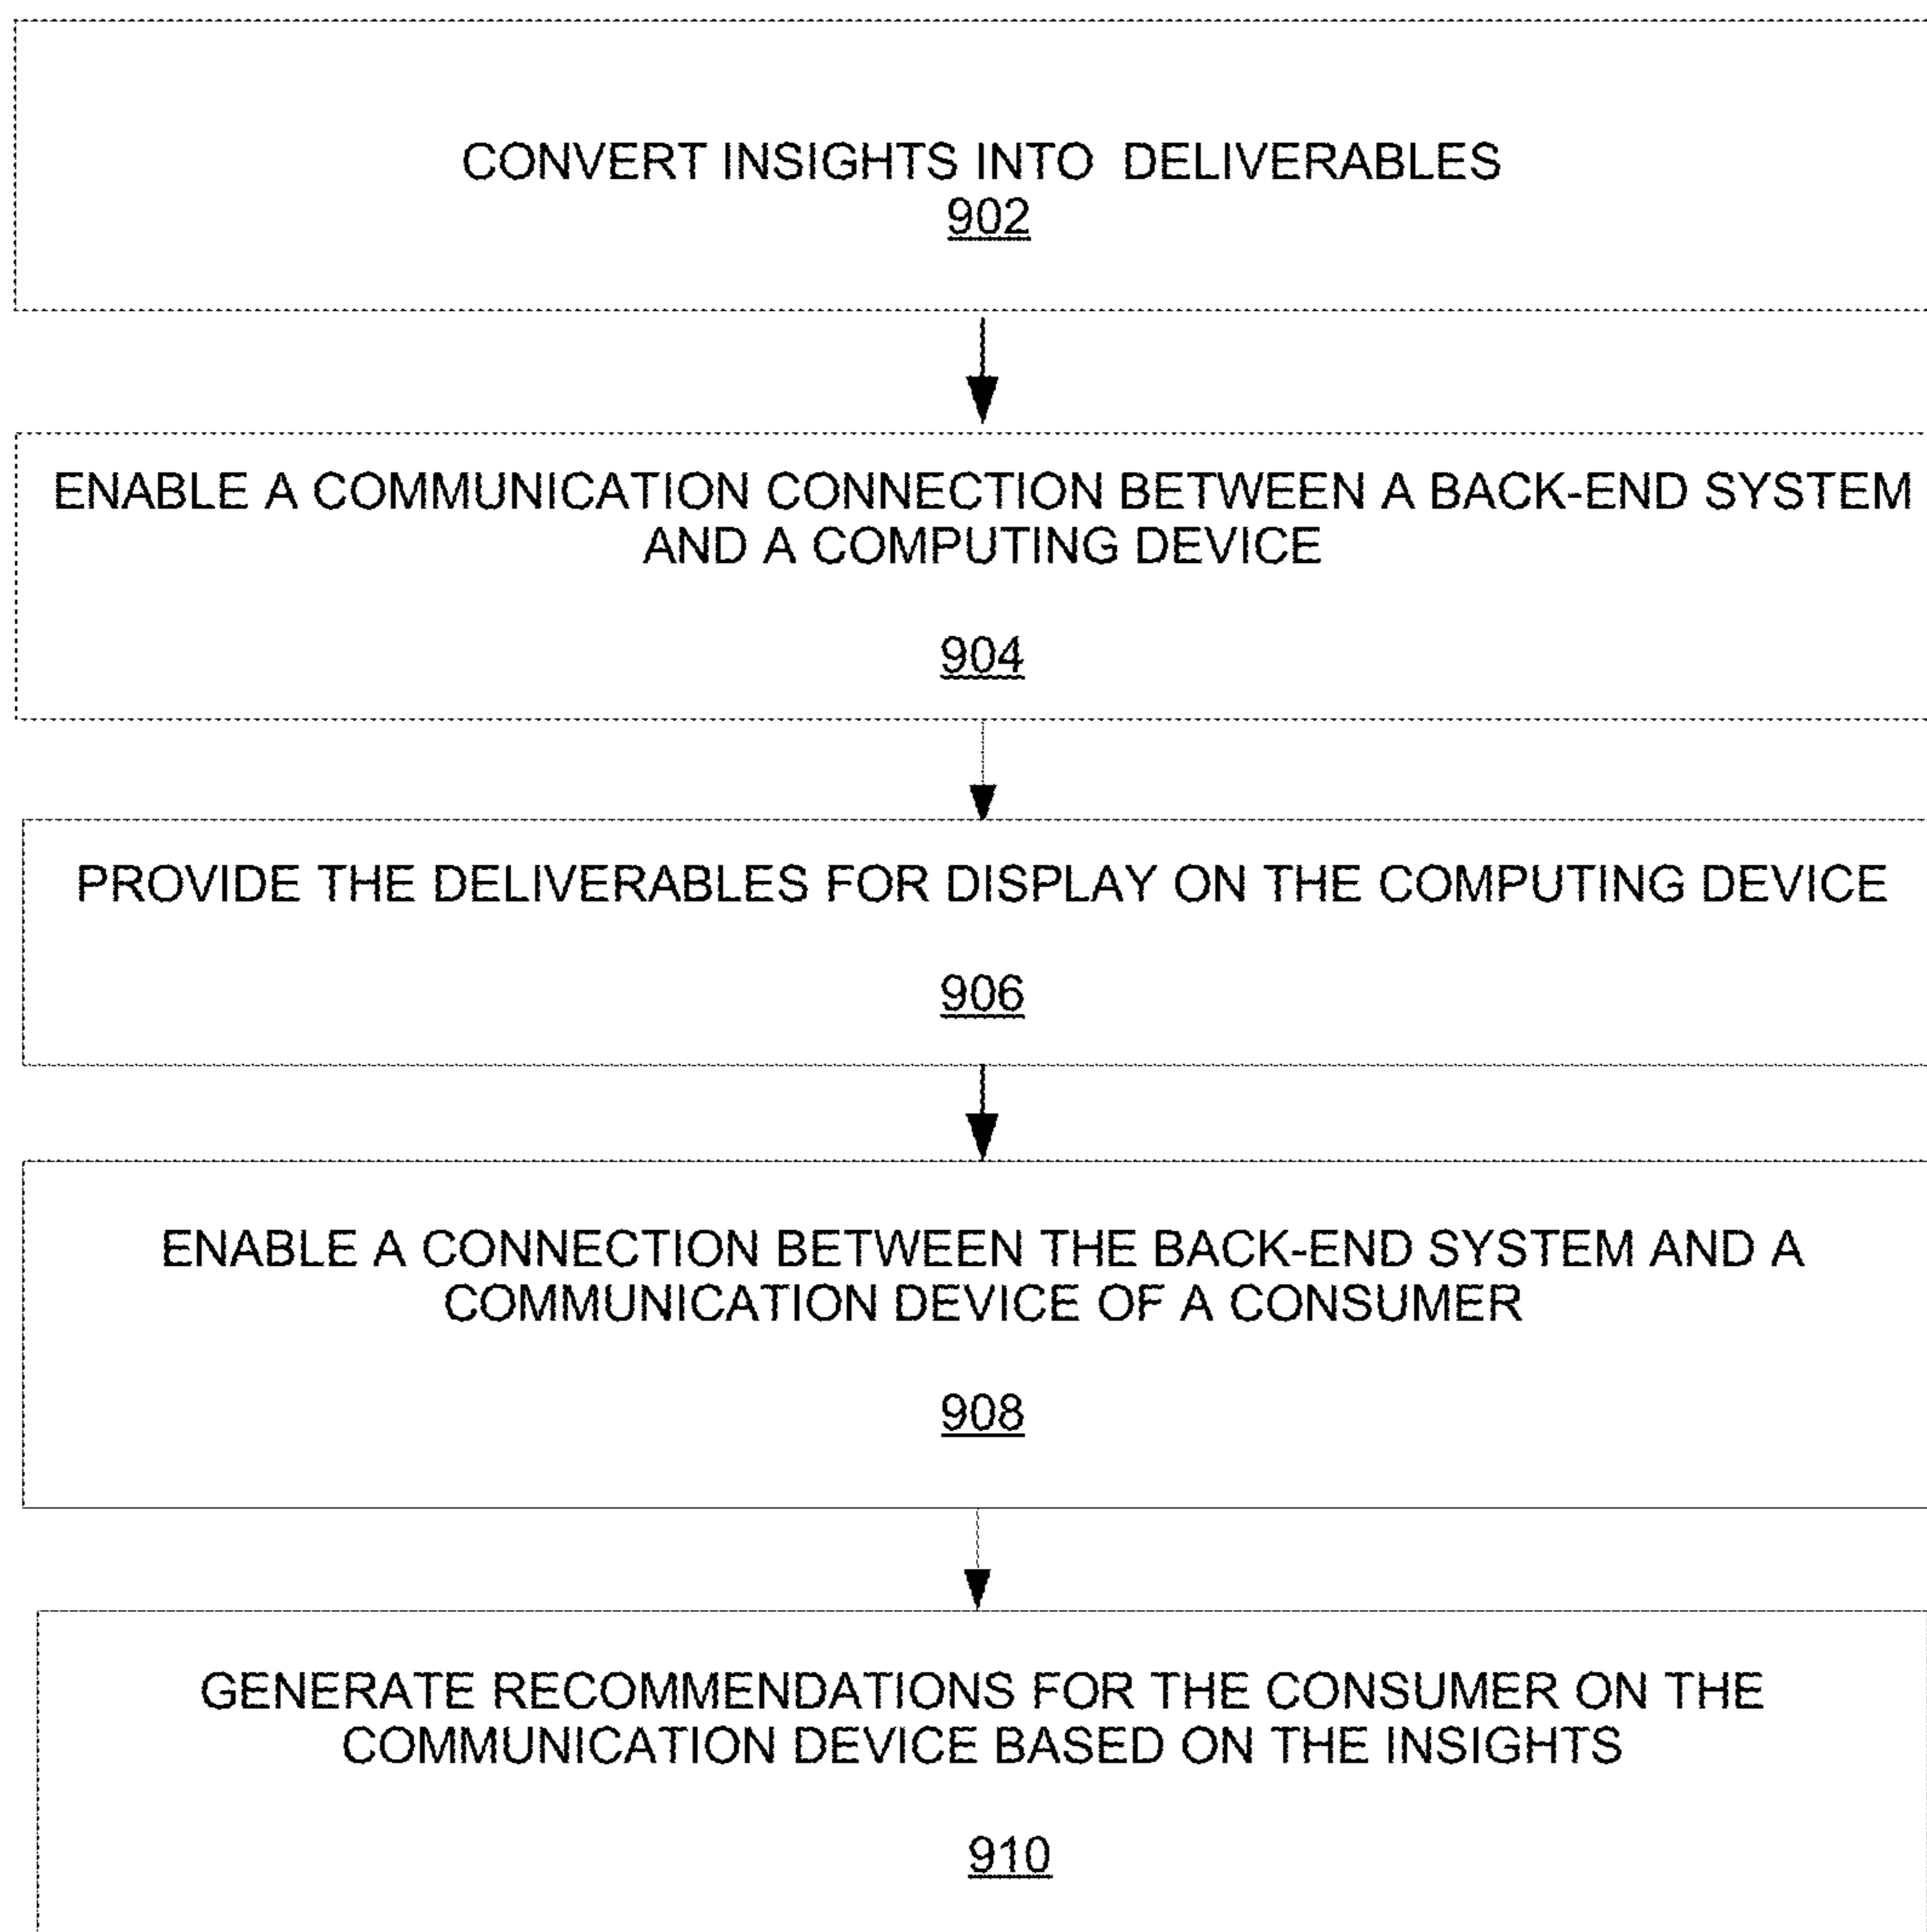 CONVERT INSIGHTS INTO DELIVERABLES
902
ENABLE A COMMUNICATION CONNECTION BETWEEN A BACK-END SYSTEM
AND A COMPUTING DEVICE
904
PROVIDE THE DELIVERABLES FOR DISPLAY ON THE COMPUTING DEVICE
906
ENABLE A CONNECTION BETWEEN THE BACK-END SYSTEM AND A
COMMUNICATION DEVICE OF A CONSUMER
908
GENERATE RECOMMENDATIONS FOR THE CONSUMER ON THE
COMMUNICATION DEVICE BASED ON THE INSIGHTS
910